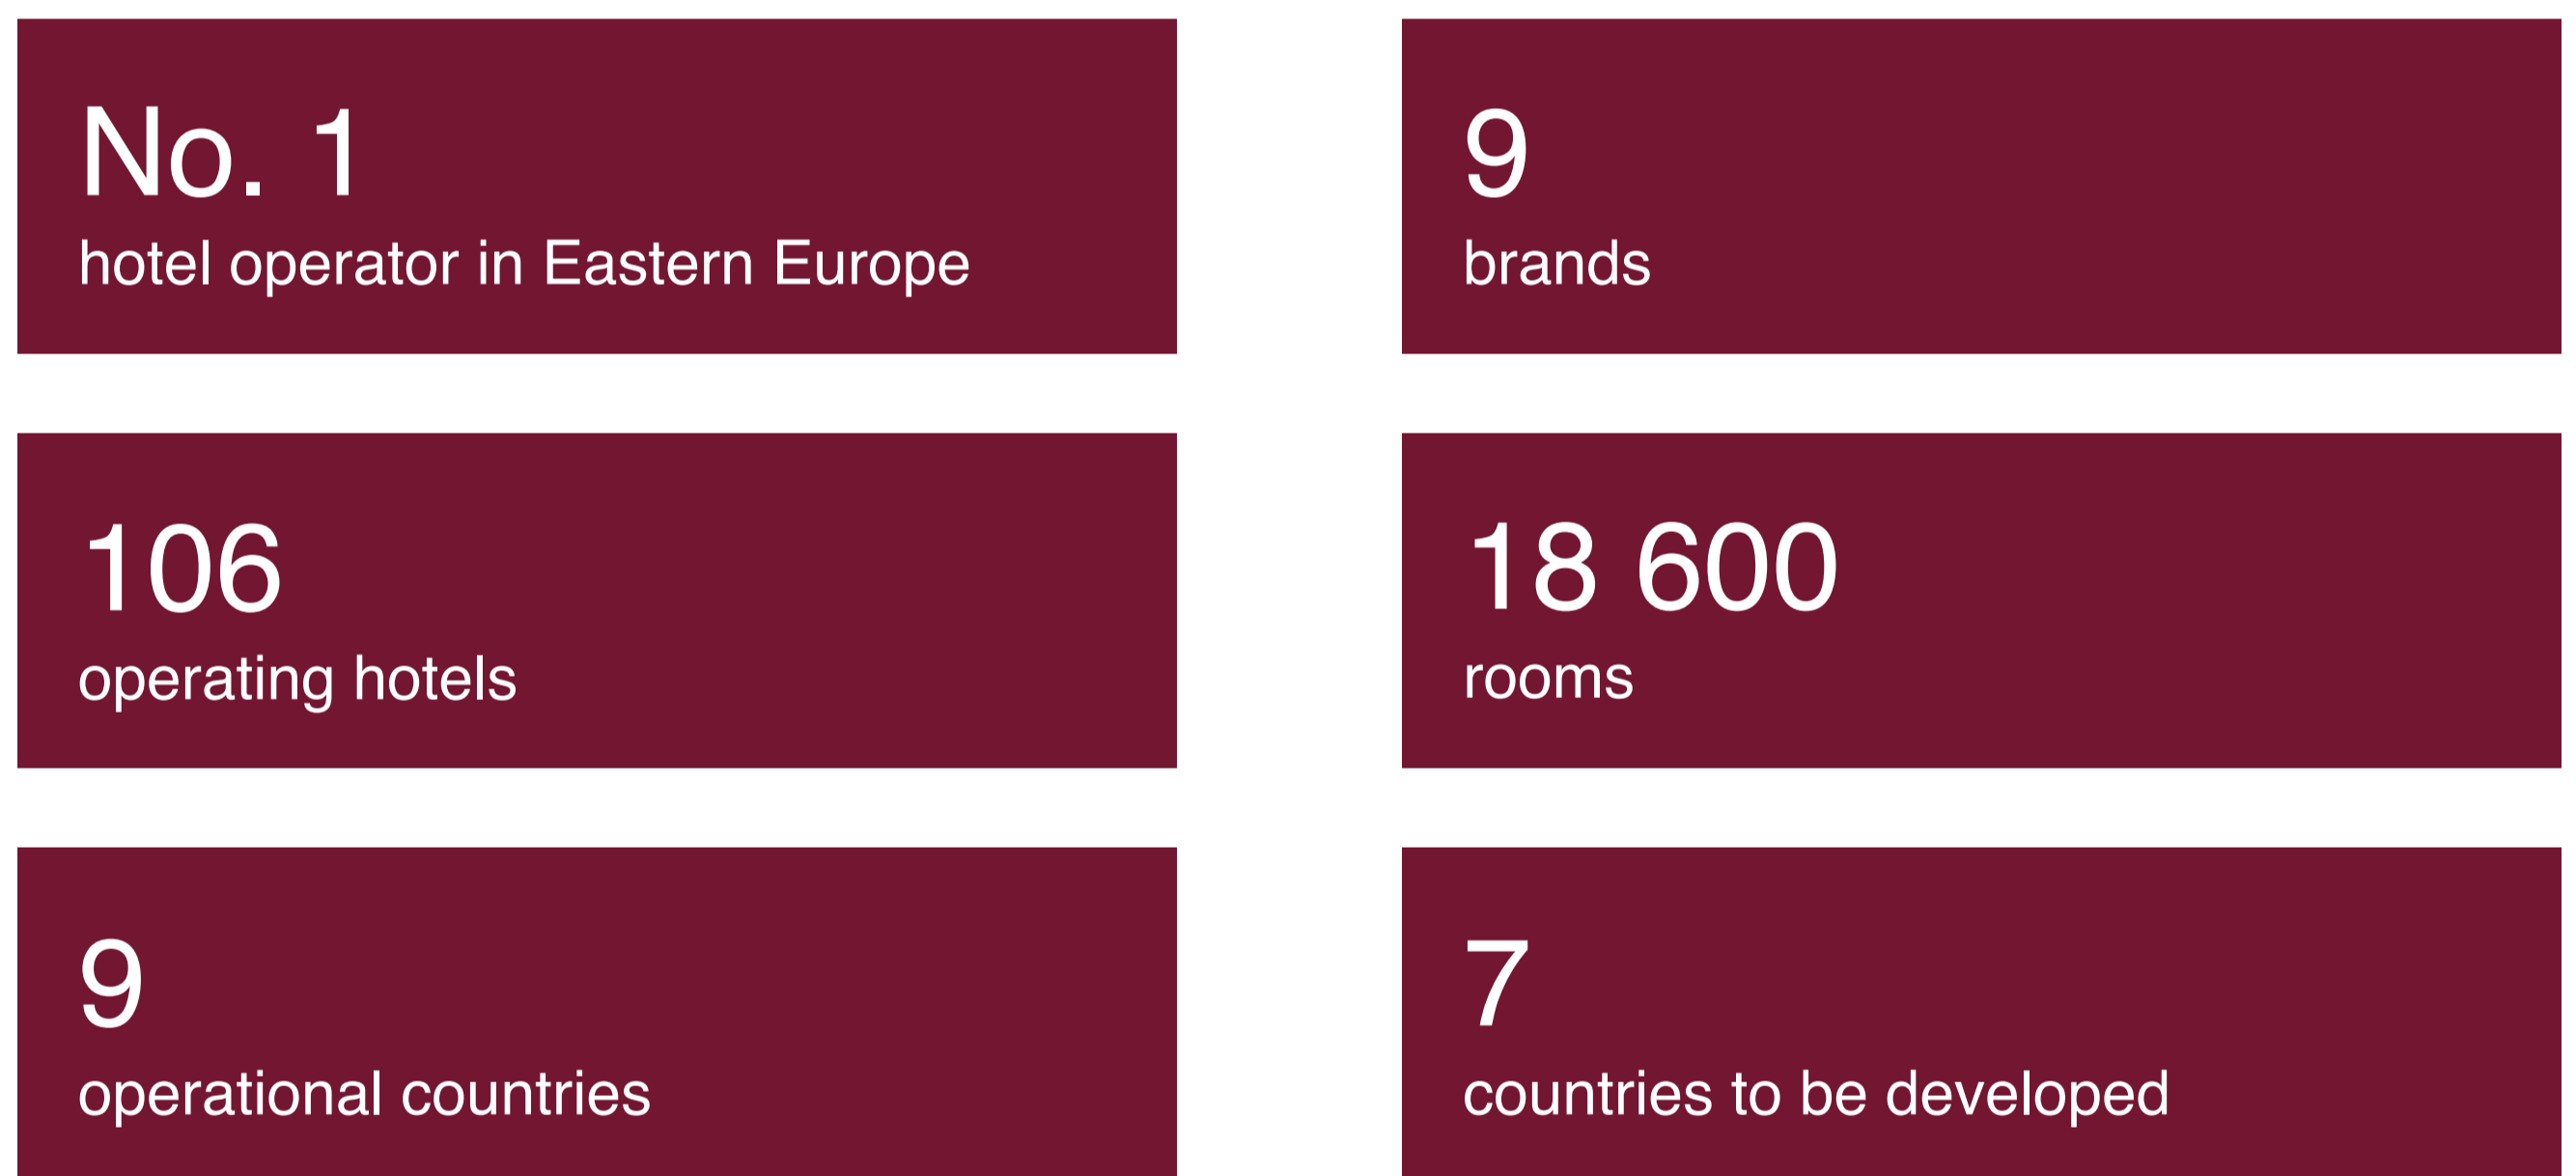 No. 1
hotel operator in Eastern Europe
9
brands
106
operating hotels
18 600
rooms
9
operational countries
7
countries to be developed